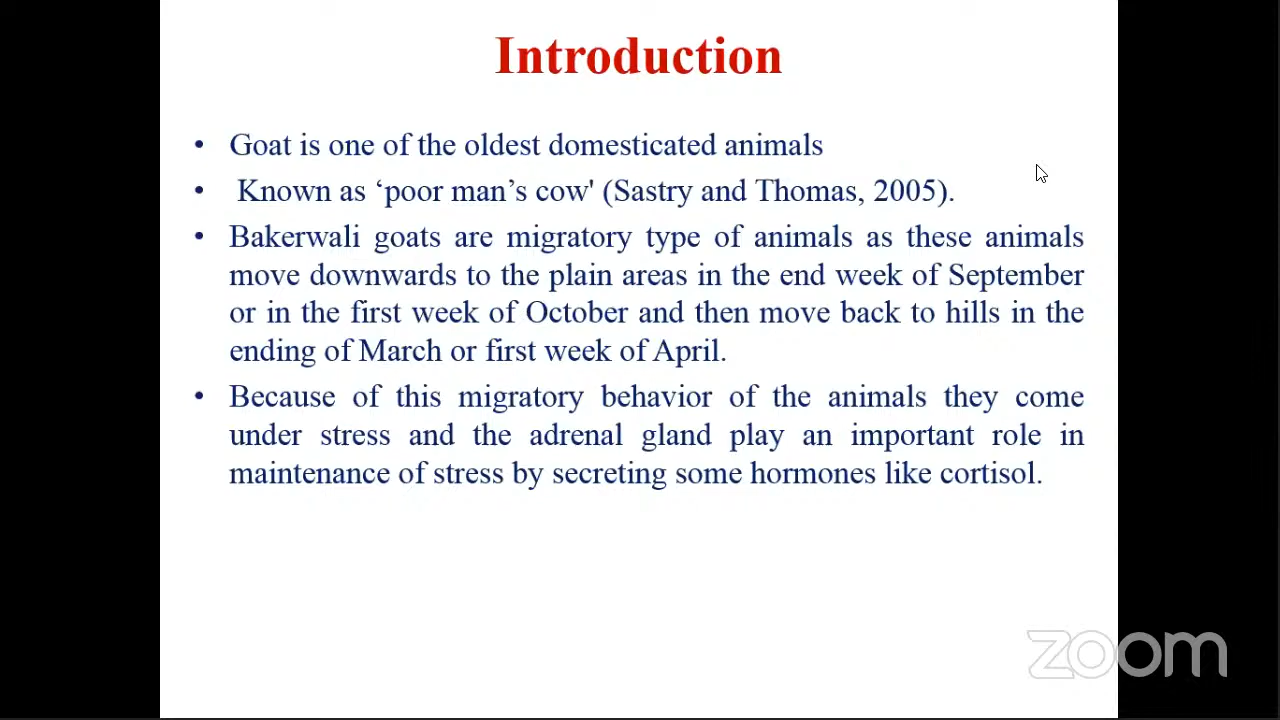 Introduction
• Goat is one of the oldest domesticated animals
• Known as ‘poor man’s cow' (Sastry and Thomas, 2005).
• Bakerwali goats are migratory type of animals as these animals
move downwards to the plain areas in the end week of September
or in the first week of October and then move back to hills in the
ending of March or first week of April.
• Because of this migratory behavior of the animals they come
under stress and the adrenal gland play an important role in
maintenance of stress by secreting some hormones like cortisol.
zoom